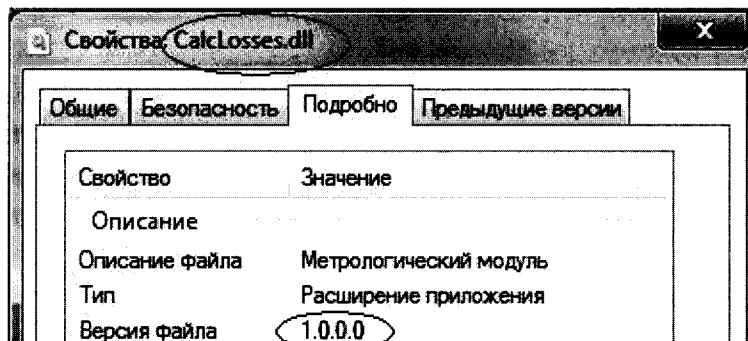 Свойства: CalcLosses.dll
Общие Безопасность Подробно Предыдущие версии
Свойство Значение
Описание
Описание файла Метрологический модуль
Тип Расширение приложения
Версия файла 1.0.0.0